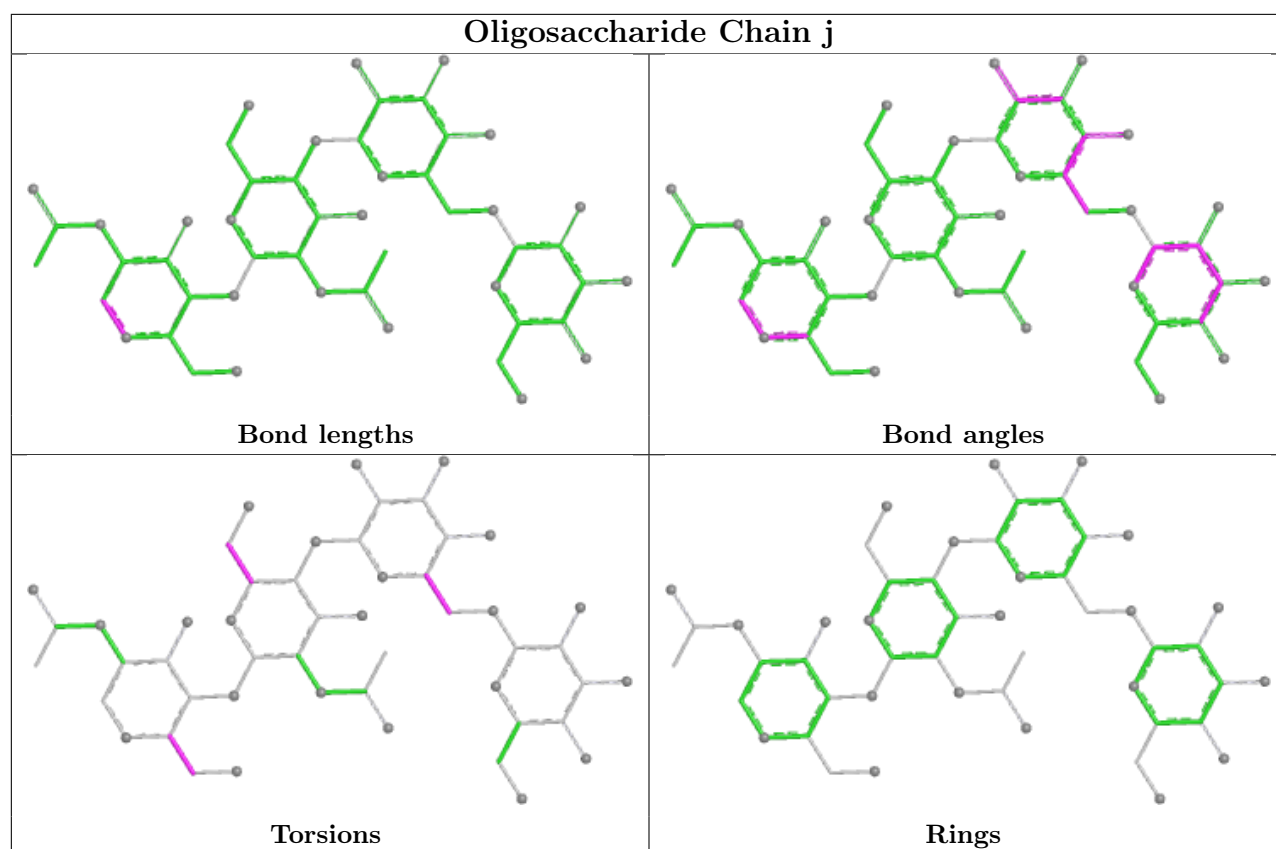 Oligosaccharide Chain j
Bond lengths
Bond angles
Torsions
Rings